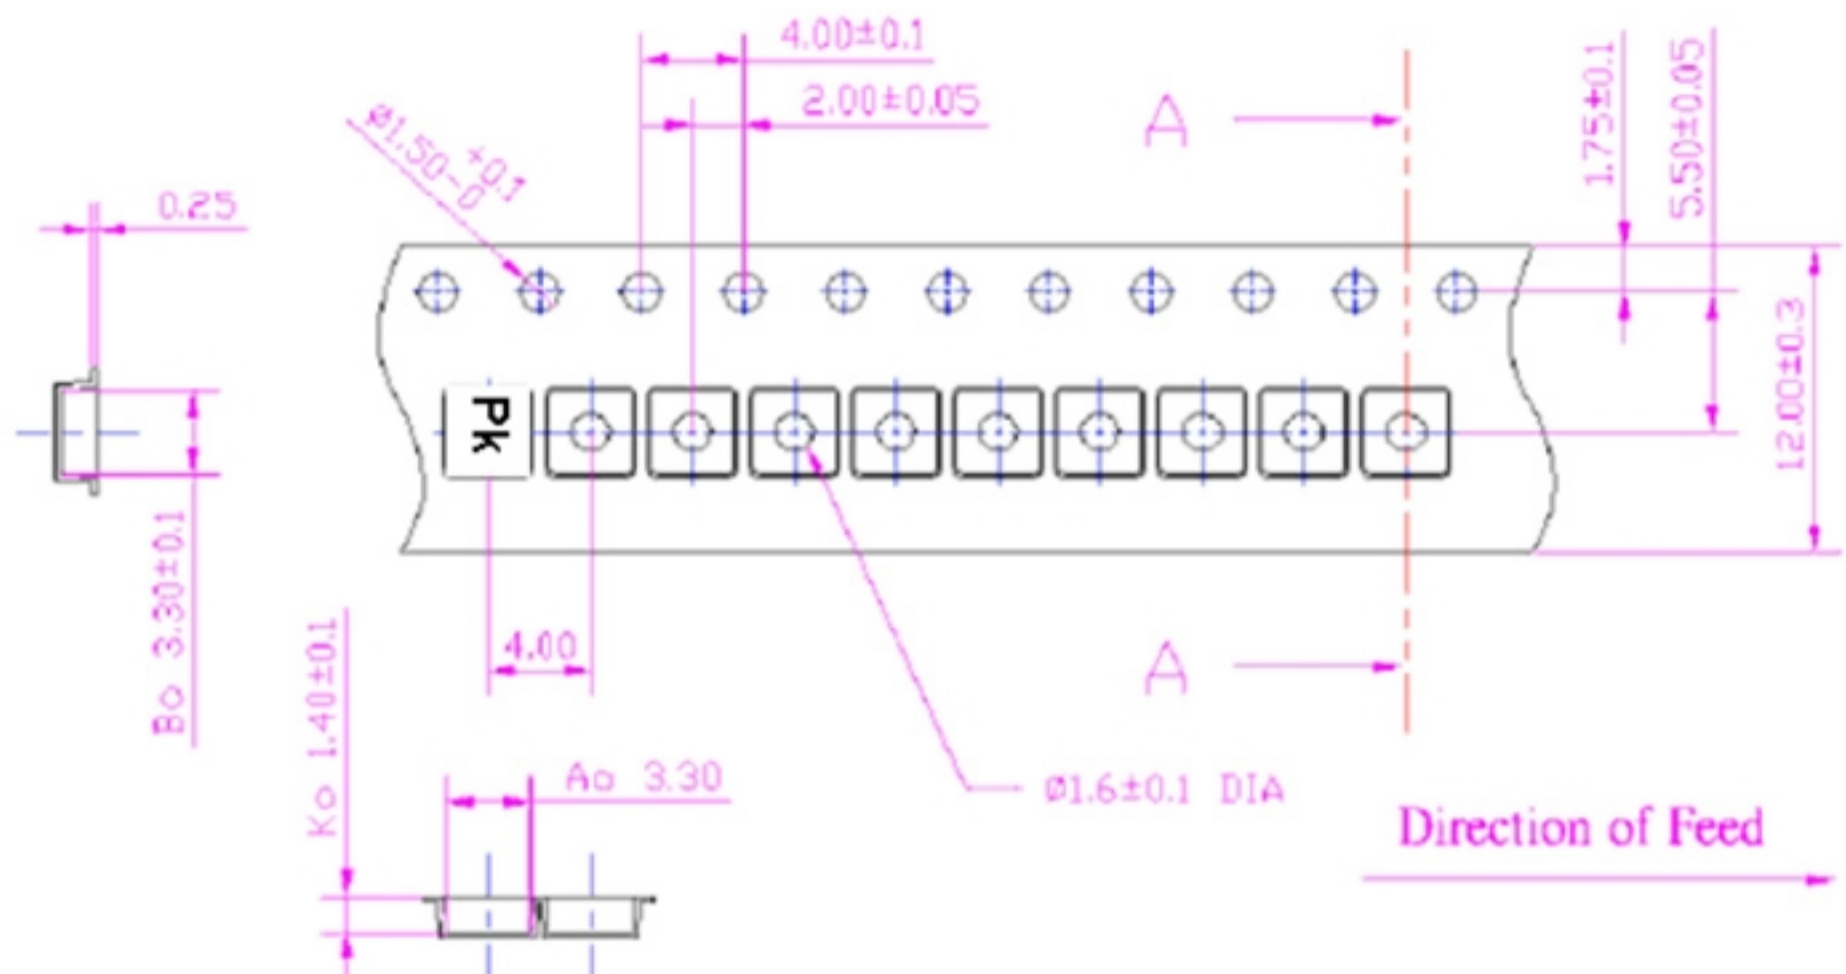 4.00±0.1
2.00±0.05
Ø1.50 +0.1 -0
A
1.75±0.1
5.50±0.05
0.25
12.00±0.3
Pk
Bo 3.30±0.1
4.00
Ko 1.40±0.1
A
Ao 3.30
Ø1.6±0.1 DIA
Direction of Feed